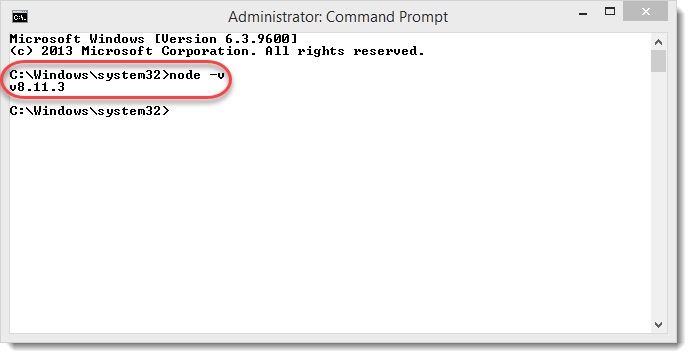 Administrator: Command Prompt
Microsoft Windows [Version 6.3.9600]
(c) 2013 Microsoft Corporation. All rights reserved.
C:\Windows\system32>node -v
v8.11.3
C:\Windows\system32>